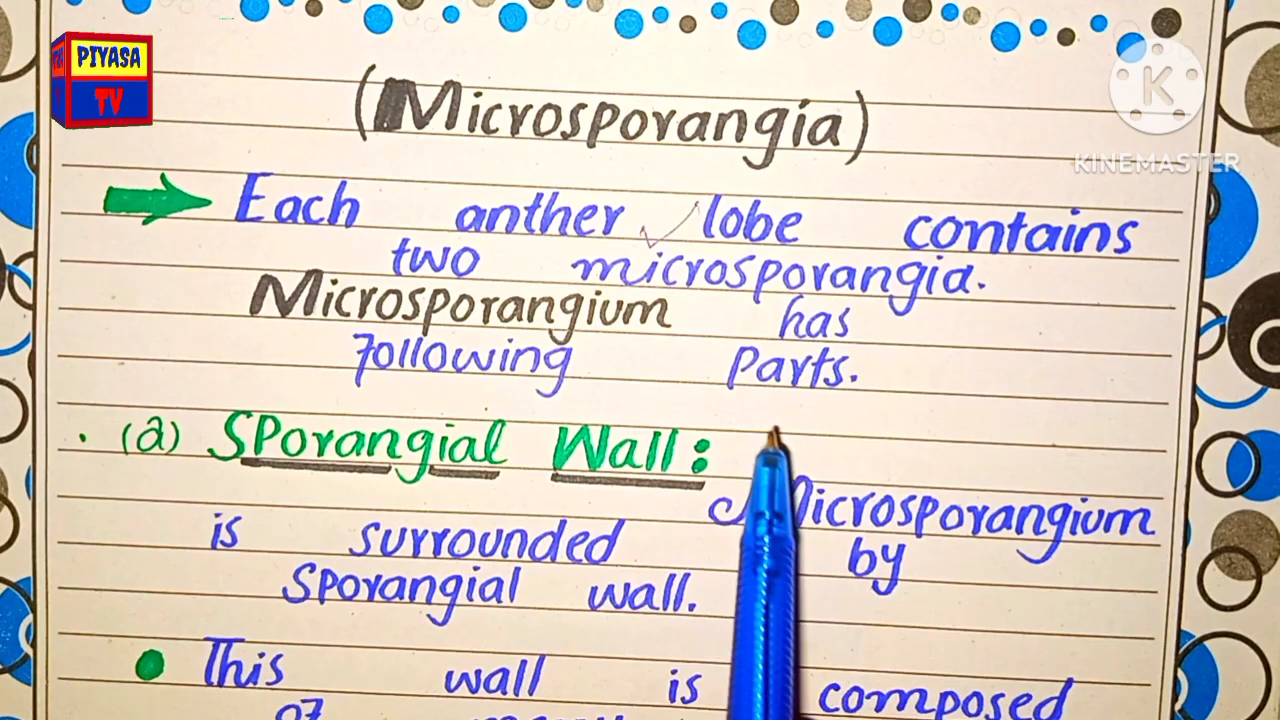 PIYASA
TV
KINEMASTER
(Microsporangia)
Each anther lobe contains
two microsporangia.
Microsporangium has
following parts.
(a) Sporangial Wall:
Microsporangium
is surrounded by
Sporangial wall.
This wall is composed
of